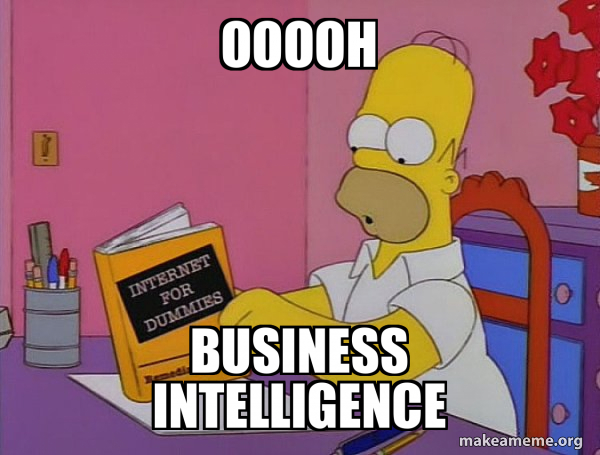 OOOOH
INTERNET
FOR
DUMMIES
BUSINESS
INTELLIGENCE
makeameme.org